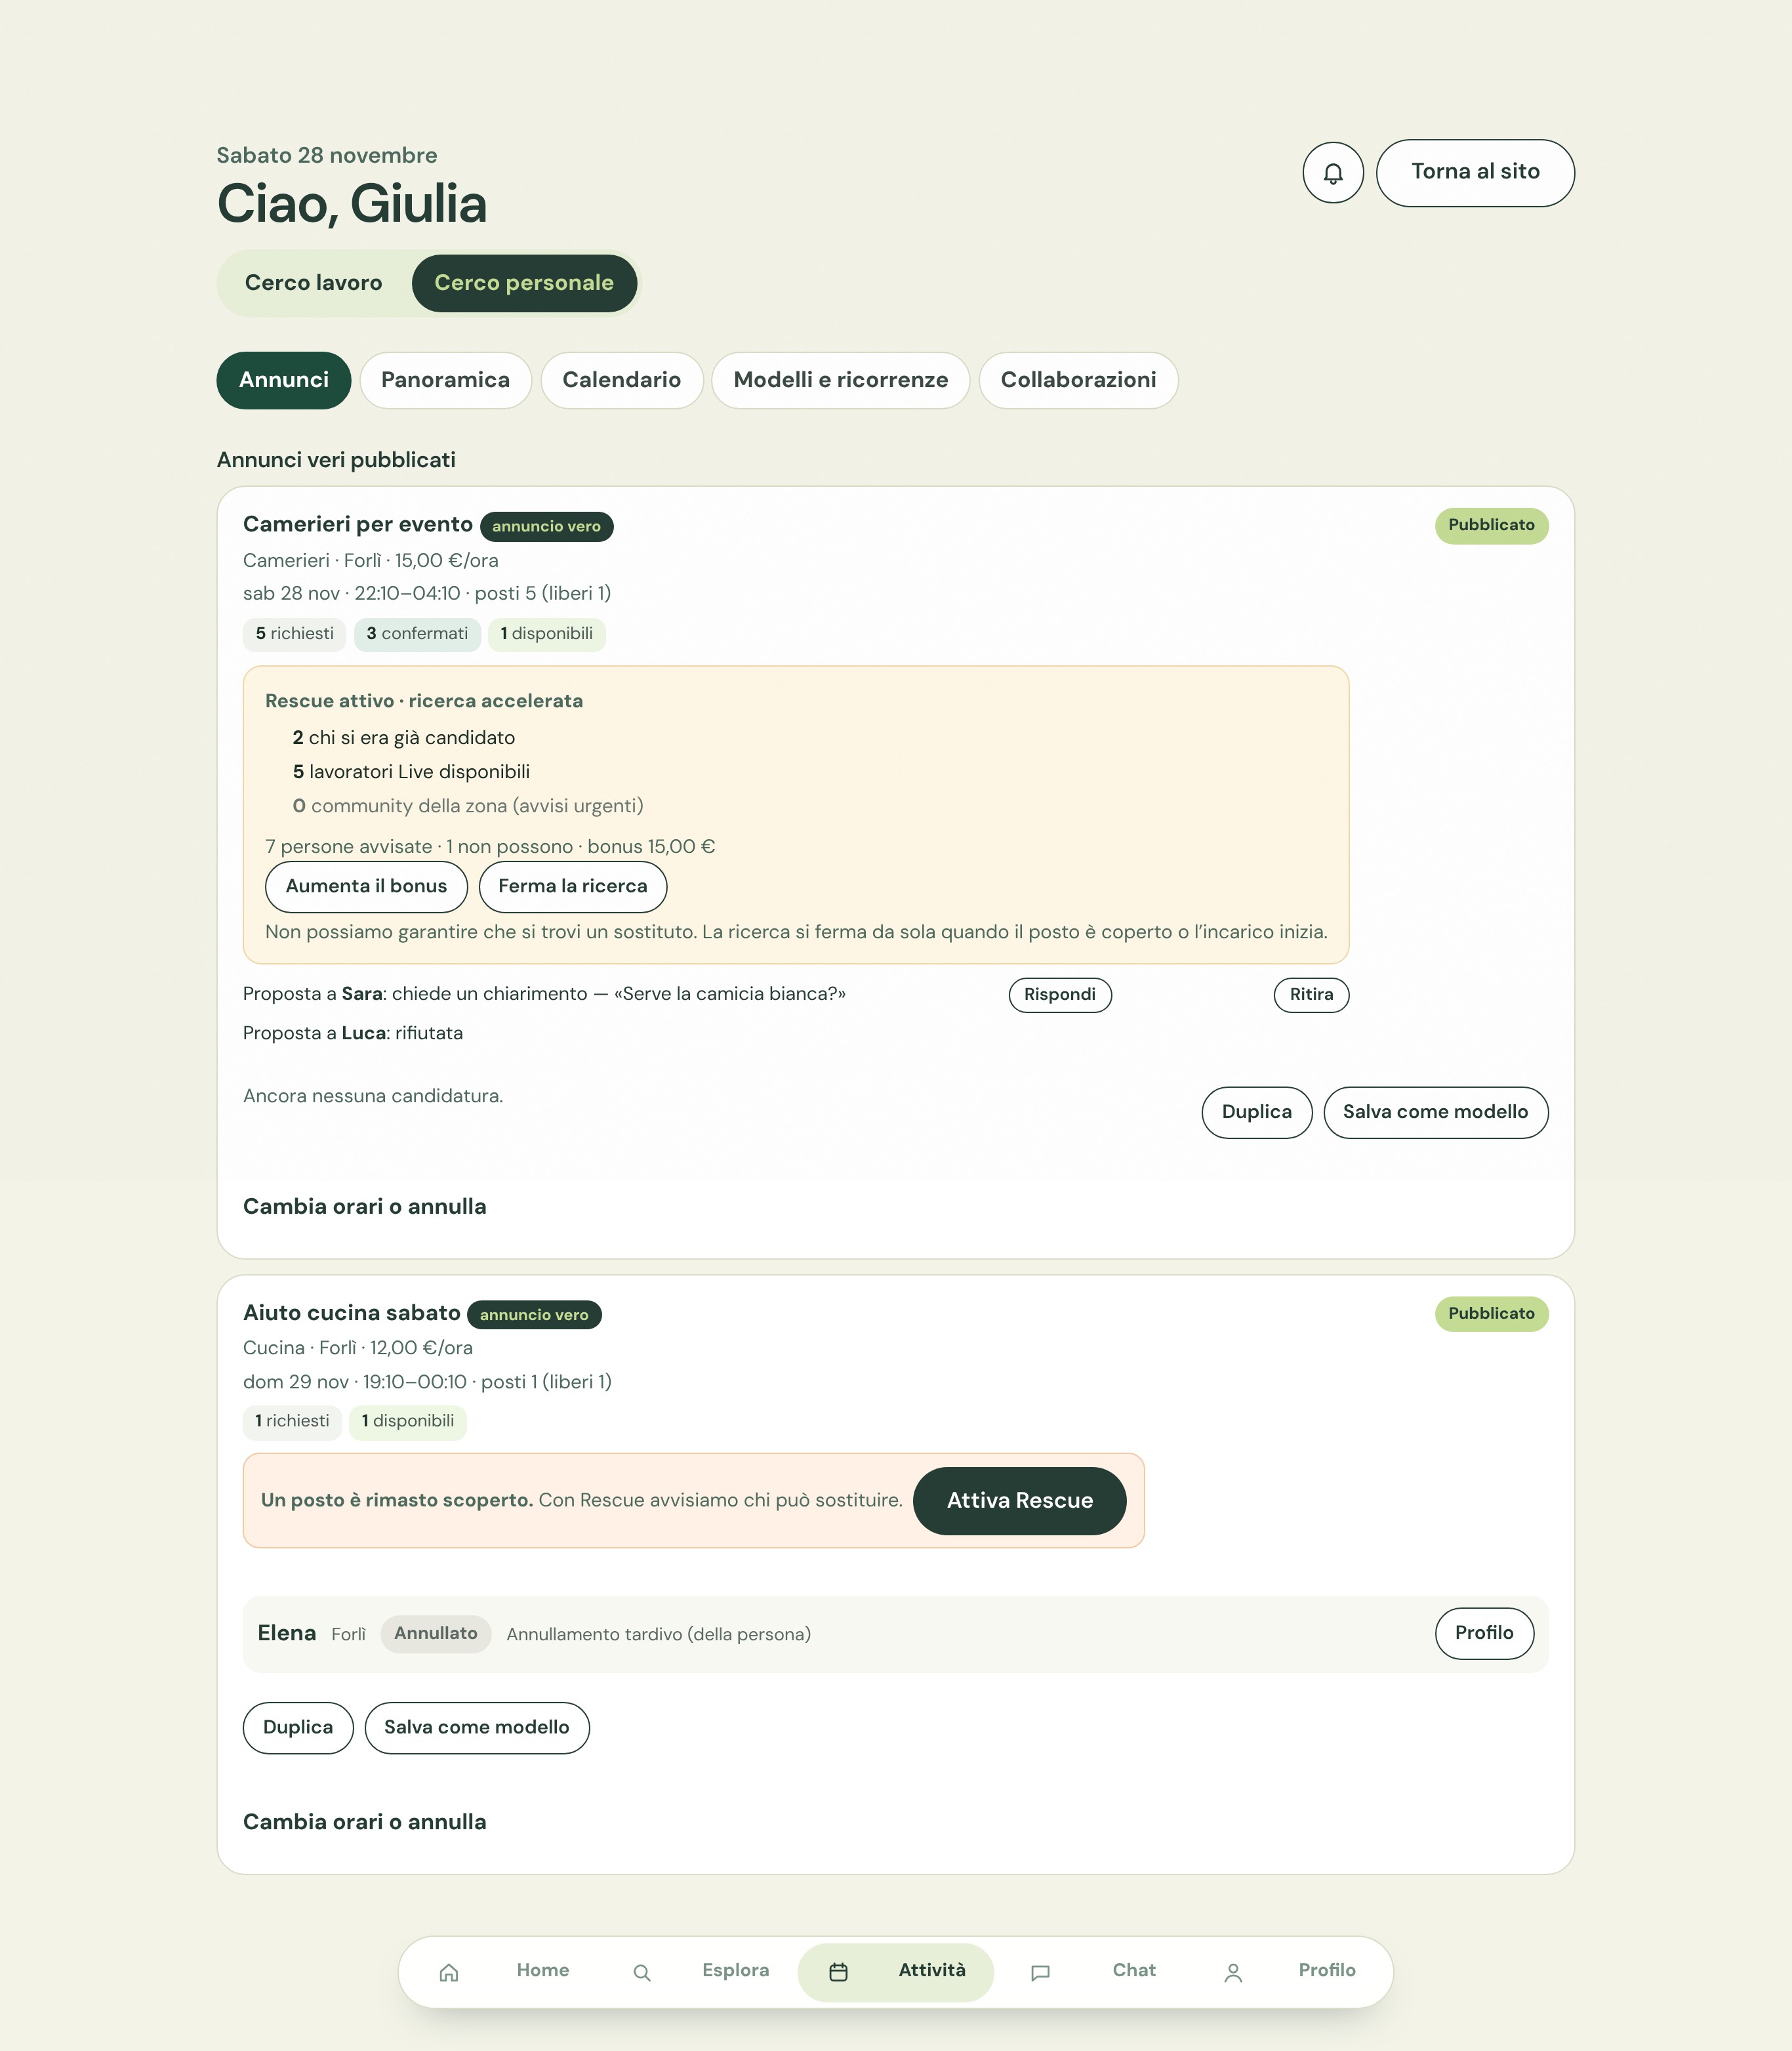 Sabato 28 novembre
Ciao, Giulia
Torna al sito
Cerco lavoro Cerco personale
Annunci Panoramica Calendario Modelli e ricorrenze Collaborazioni
Annunci veri pubblicati
Camerieri per evento annuncio vero Pubblicato
Camerieri · Forlì · 15,00 €/ora
sab 28 nov · 22:10–04:10 · posti 5 (liberi 1)
5 richiesti 3 confermati 1 disponibili
Rescue attivo · ricerca accelerata
2 chi si era già candidato
5 lavoratori Live disponibili
0 community della zona (avvisi urgenti)
7 persone avvisate · 1 non possono · bonus 15,00 €
Aumenta il bonus Ferma la ricerca
Non possiamo garantire che si trovi un sostituto. La ricerca si ferma da sola quando il posto è coperto o l’incarico inizia.
Proposta a Sara: chiede un chiarimento — «Serve la camicia bianca?» Rispondi Ritira
Proposta a Luca: rifiutata
Ancora nessuna candidatura. Duplica Salva come modello
Cambia orari o annulla
Aiuto cucina sabato annuncio vero Pubblicato
Cucina · Forlì · 12,00 €/ora
dom 29 nov · 19:10–00:10 · posti 1 (liberi 1)
1 richiesti 1 disponibili
Un posto è rimasto scoperto. Con Rescue avvisiamo chi può sostituire. Attiva Rescue
Elena Forlì Annullato Annullamento tardivo (della persona) Profilo
Duplica Salva come modello
Cambia orari o annulla
Home Esplora Attività Chat Profilo